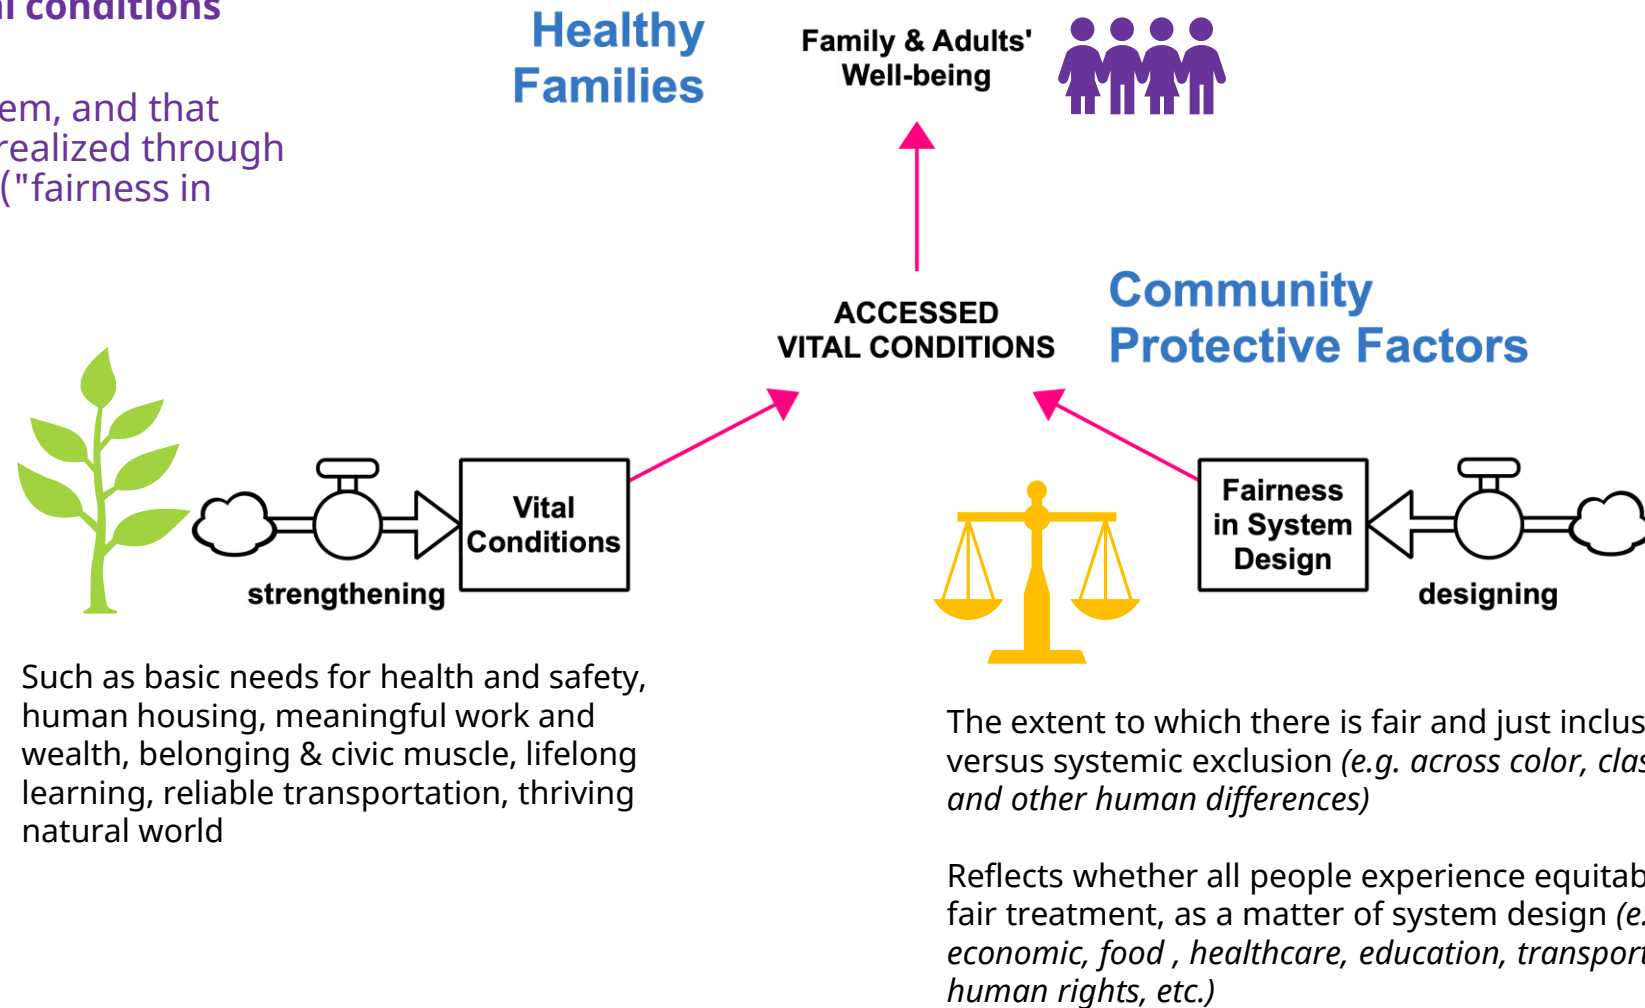 al conditions
em, and that
realized through
("fairness in
Healthy
Families
Family & Adults'
Well-being
ACCESSED
VITAL CONDITIONS
Community
Protective Factors
Vital
Conditions
strengthening
Fairness
in System
Design
designing
Such as basic needs for health and safety,
human housing, meaningful work and
wealth, belonging & civic muscle, lifelong
learning, reliable transportation, thriving
natural world
The extent to which there is fair and just inclus
versus systemic exclusion (e.g. across color, clas
and other human differences)
Reflects whether all people experience equitab
fair treatment, as a matter of system design (e.
economic, food , healthcare, education, transport
human rights, etc.)